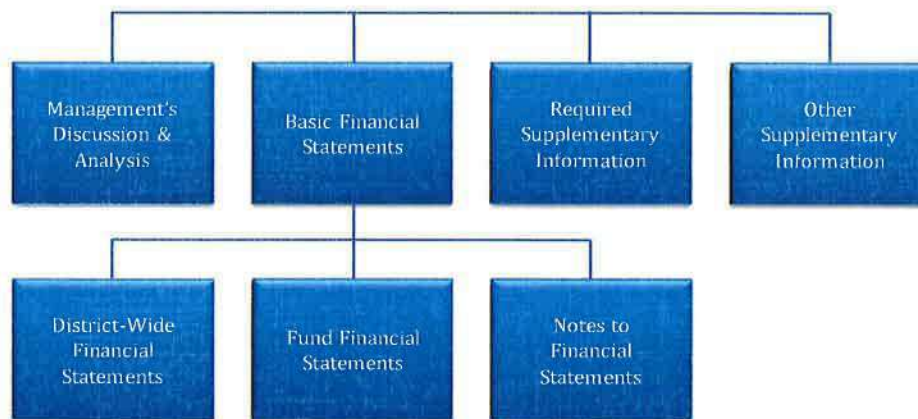 Management's
Discussion &
Analysis
Basic Financial
Statements
Required
Supplementary
Information
Other
Supplementary
Information
District-Wide
Financial
Statements
Fund Financial
Statements
Notes to
Financial
Statements